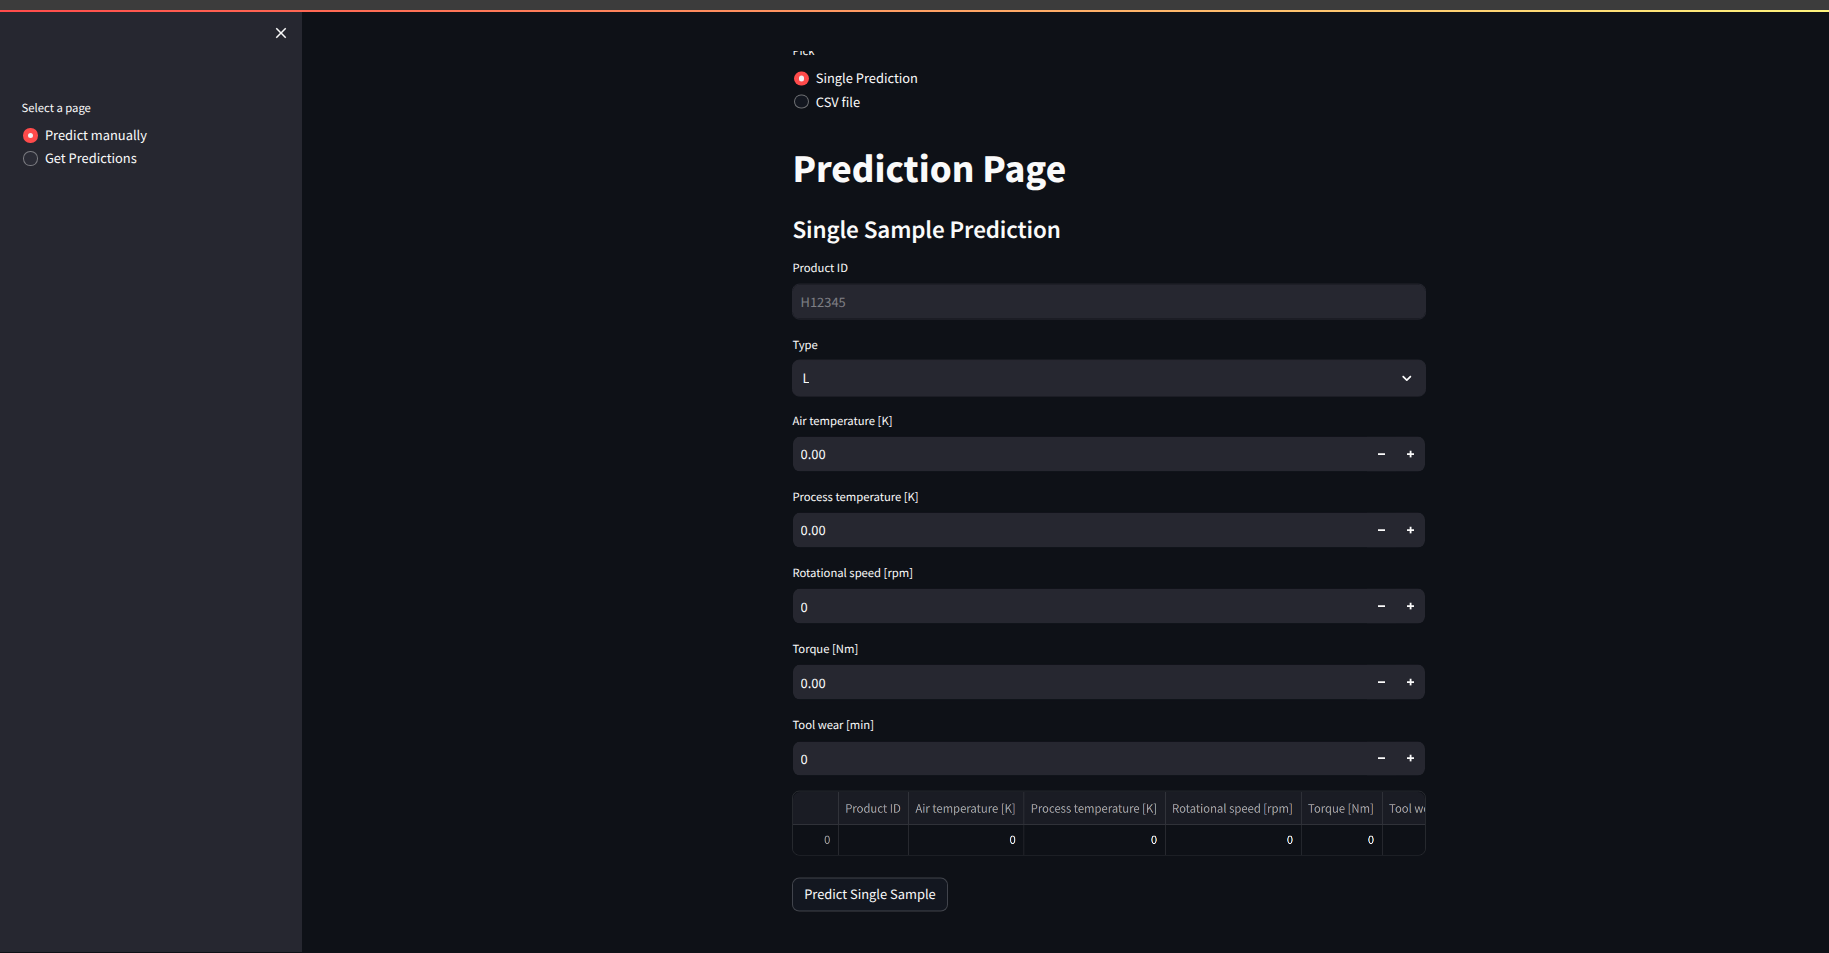 Select a page
Predict manually
Get Predictions
Pick
Single Prediction
CSV file
Prediction Page
Single Sample Prediction
Product ID
H12345
Type
L
Air temperature [K]
0.00
Process temperature [K]
0.00
Rotational speed [rpm]
0
Torque [Nm]
0.00
Tool wear [min]
0
Product ID Air temperature [K] Process temperature [K] Rotational speed [rpm] Torque [Nm] Tool
0 0 0 0 0
Predict Single Sample